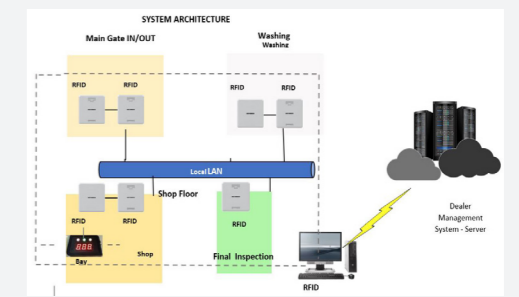 SYSTEM ARCHITECTURE
Main Gate IN/OUT
Washing
Washing
RFID RFID
RFID RFID
Local LAN
Shop Floor
RFID RFID
RFID
888
Bay
Shop
Final Inspection
RFID
Dealer
Management
System - Server